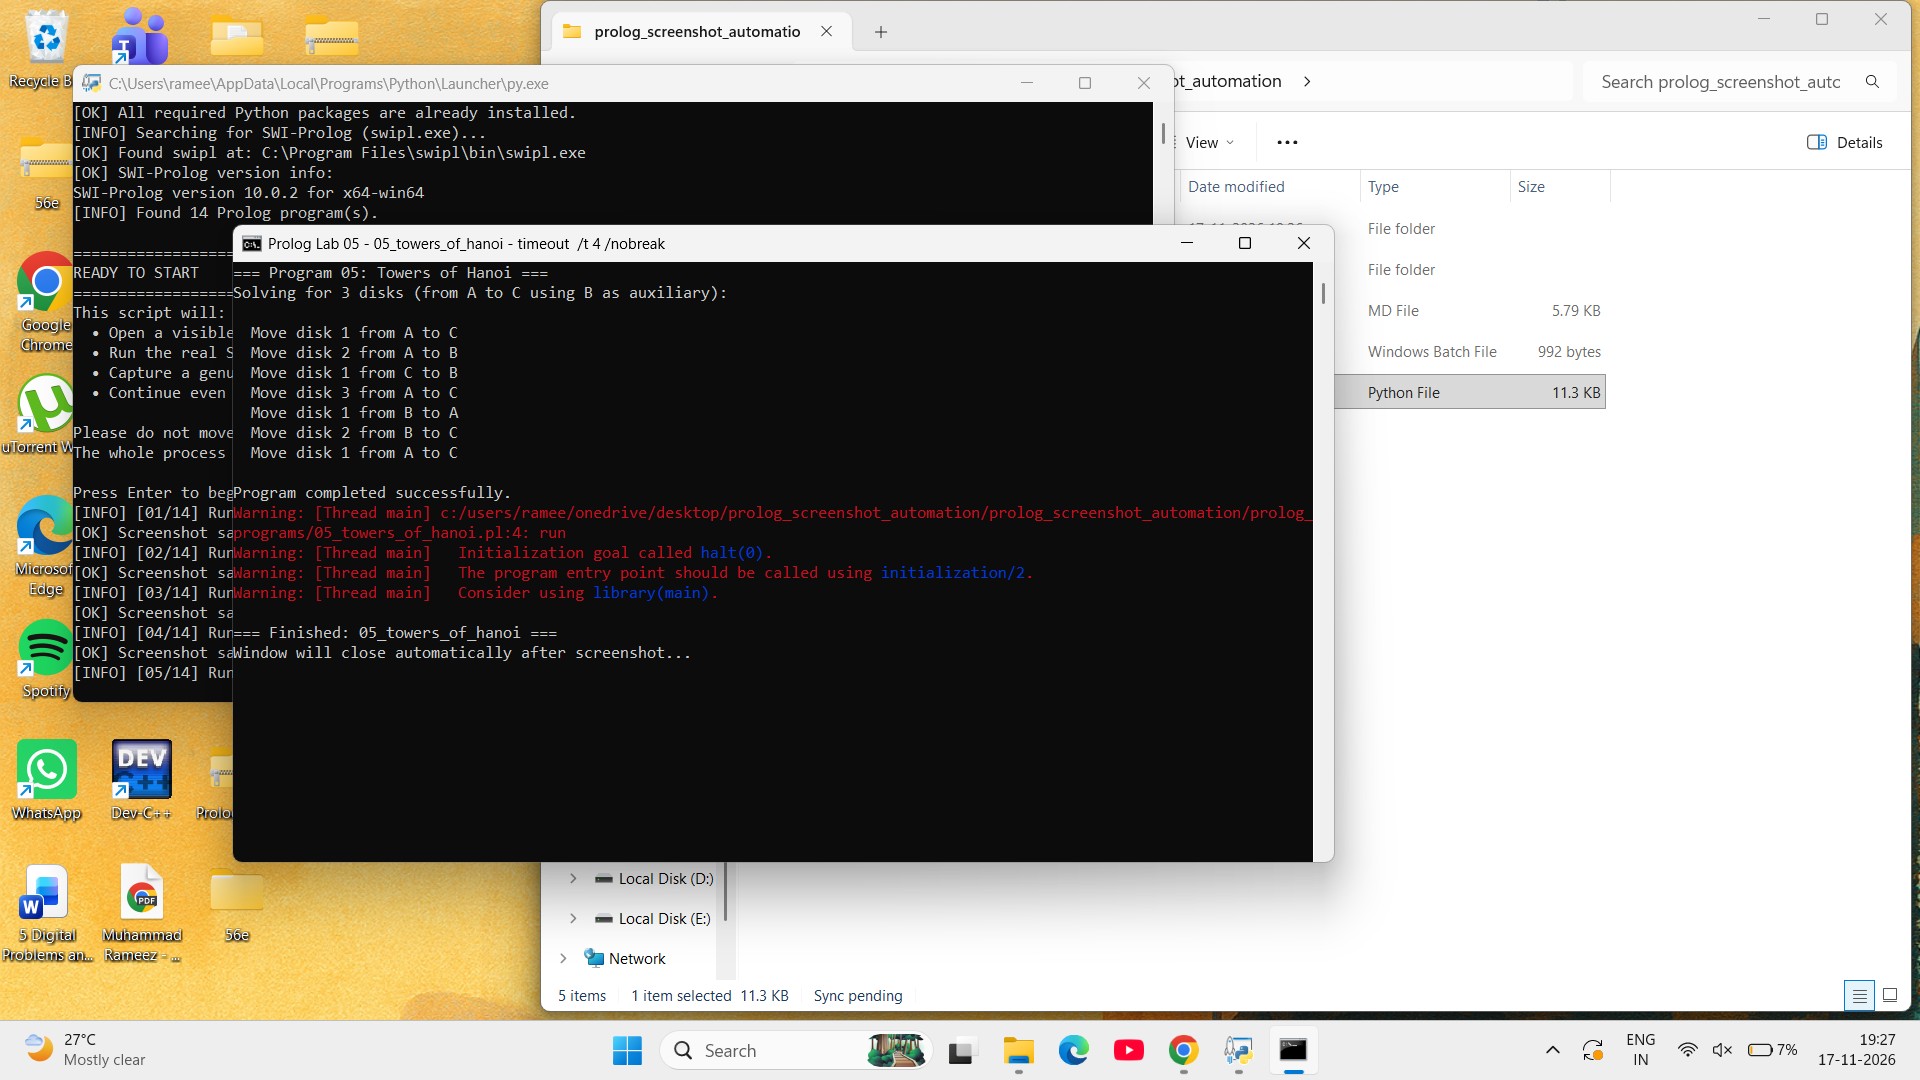 Recycle B
56e
Google
Chrome
uTorrent W
Microsof
Edge
Spotify
WhatsApp
DEV
C++
Dev-C++
Prolo
5 Digital
Problems an...
PDF
Muhammad
Rameez - ...
56e
prolog_screenshot_automatio
ot_automation
Search prolog_screenshot_autc
View
Details
Date modified
Type
Size
File folder
File folder
MD File
5.79 KB
Windows Batch File
992 bytes
Python File
11.3 KB
C:\Users\ramee\AppData\Local\Programs\Python\Launcher\py.exe
[OK] All required Python packages are already installed.
[INFO] Searching for SWI-Prolog (swipl.exe)...
[OK] Found swipl at: C:\Program Files\swipl\bin\swipl.exe
[OK] SWI-Prolog version info:
SWI-Prolog version 10.0.2 for x64-win64
[INFO] Found 14 Prolog program(s).
==================
READY TO START
==================
This script will:
• Open a visible
• Run the real S
• Capture a genu
• Continue even
Please do not move
The whole process
Press Enter to beg
[INFO] [01/14] Run
[OK] Screenshot sa
[INFO] [02/14] Run
[OK] Screenshot sa
[INFO] [03/14] Run
[OK] Screenshot sa
[INFO] [04/14] Run
[OK] Screenshot sa
[INFO] [05/14] Run
Prolog Lab 05 - 05_towers_of_hanoi - timeout  /t 4 /nobreak
=== Program 05: Towers of Hanoi ===
Solving for 3 disks (from A to C using B as auxiliary):
Move disk 1 from A to C
Move disk 2 from A to B
Move disk 1 from C to B
Move disk 3 from A to C
Move disk 1 from B to A
Move disk 2 from B to C
Move disk 1 from A to C
Program completed successfully.
Warning: [Thread main] c:/users/ramee/onedrive/desktop/prolog_screenshot_automation/prolog_screenshot_automation/prolog_
programs/05_towers_of_hanoi.pl:4: run
Warning: [Thread main]   Initialization goal called halt(0).
Warning: [Thread main]   The program entry point should be called using initialization/2.
Warning: [Thread main]   Consider using library(main).
=== Finished: 05_towers_of_hanoi ===
Window will close automatically after screenshot...
Local Disk (D:)
Local Disk (E:)
Network
5 items
1 item selected  11.3 KB
Sync pending
27°C
Mostly clear
Search
ENG
IN
7%
19:27
17-11-2026